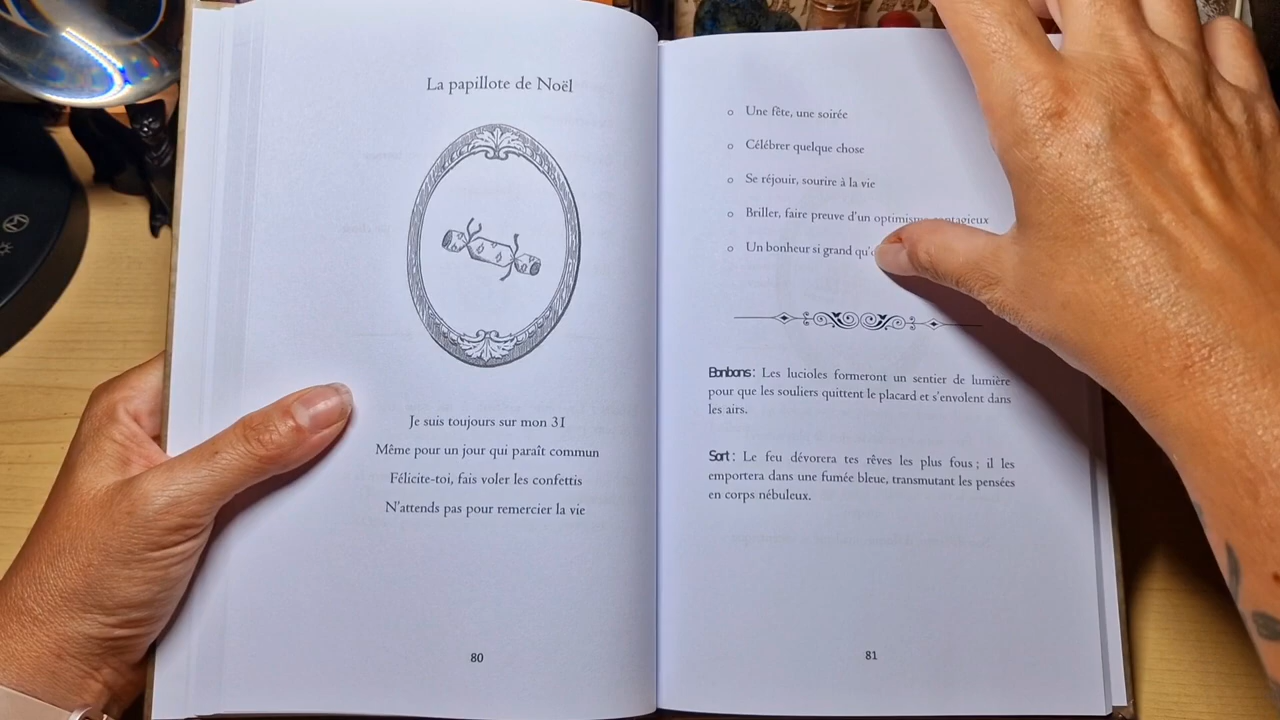 La papillote de Noël
Je suis toujours sur mon 31
Même pour un jour qui paraît commun
Félicite-toi, fais voler les confettis
N'attends pas pour remercier la vie
80
o Une fête, une soirée
o Célébrer quelque chose
o Se réjouir, sourire à la vie
o Briller, faire preuve d'un optimisme contagieux
o Un bonheur si grand
Bonbons : Les lucioles formeront un sentier de lumière
pour que les souliers quittent le placard et s'envolent dans
les airs.
Sort : Le feu dévorera tes rêves les plus fous ; il les
emportera dans une fumée bleue, transmutant les pensées
en corps nébuleux.
81